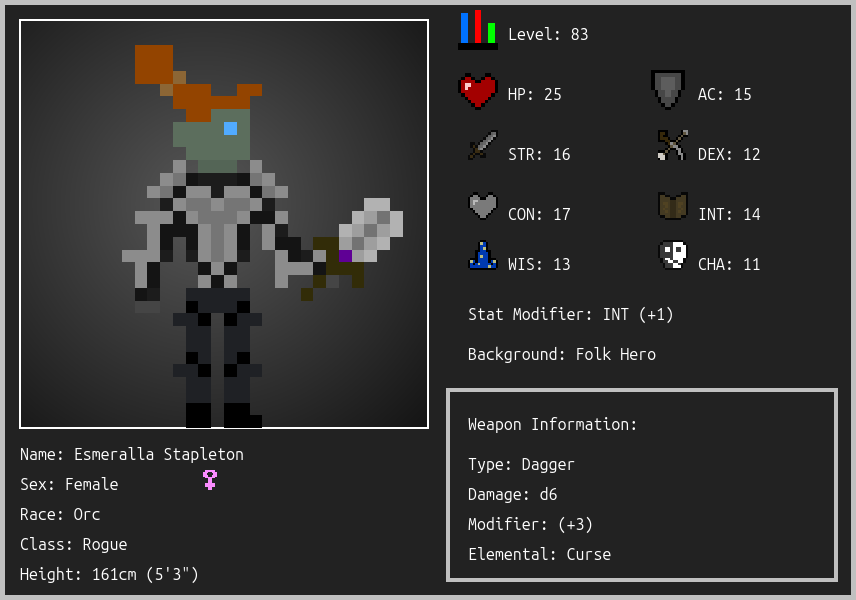 Level: 83
HP: 25
AC: 15
STR: 16
DEX: 12
CON: 17
INT: 14
WIS: 13
CHA: 11
Stat Modifier: INT (+1)
Background: Folk Hero
Weapon Information:
Type: Dagger
Damage: d6
Modifier: (+3)
Elemental: Curse
Name: Esmeralla Stapleton
Sex: Female
Race: Orc
Class: Rogue
Height: 161cm (5'3")